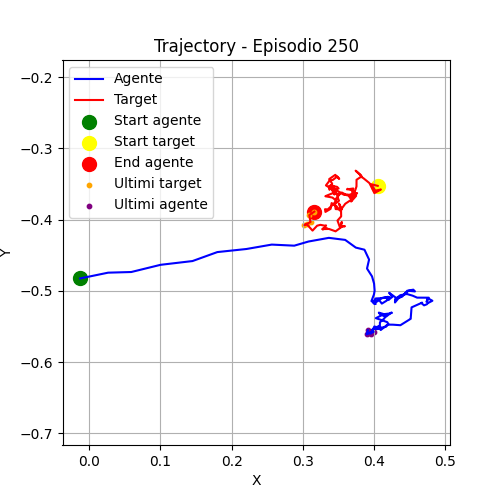 Trajectory - Episodio 250
Agente
Target
Start agente
Start target
End agente
Ultimi target
Ultimi agente
−0.2
−0.3
−0.4
−0.5
−0.6
−0.7
Y
0.0 0.1 0.2 0.3 0.4 0.5
X